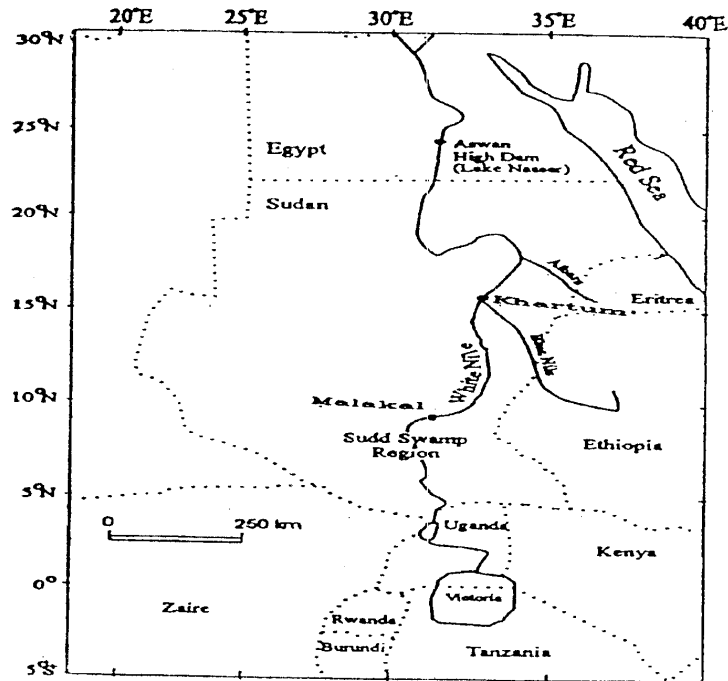 20°E 25°E 30°E 35°E 40°E
30°N
25°N
Egypt
Aswan
High Dam
(Lake Nasser)
Red Sea
Sudan
20°N
Atbara
15°N
Khartum
Eritrea
Blue Nile
White Nile
10°N
Malakal
Sudd Swamp
Region
Ethiopia
5°N
0 250 km
Uganda
Kenya
0°
Zaire
Victoria
Rwanda
Burundi
Tanzania
5°S